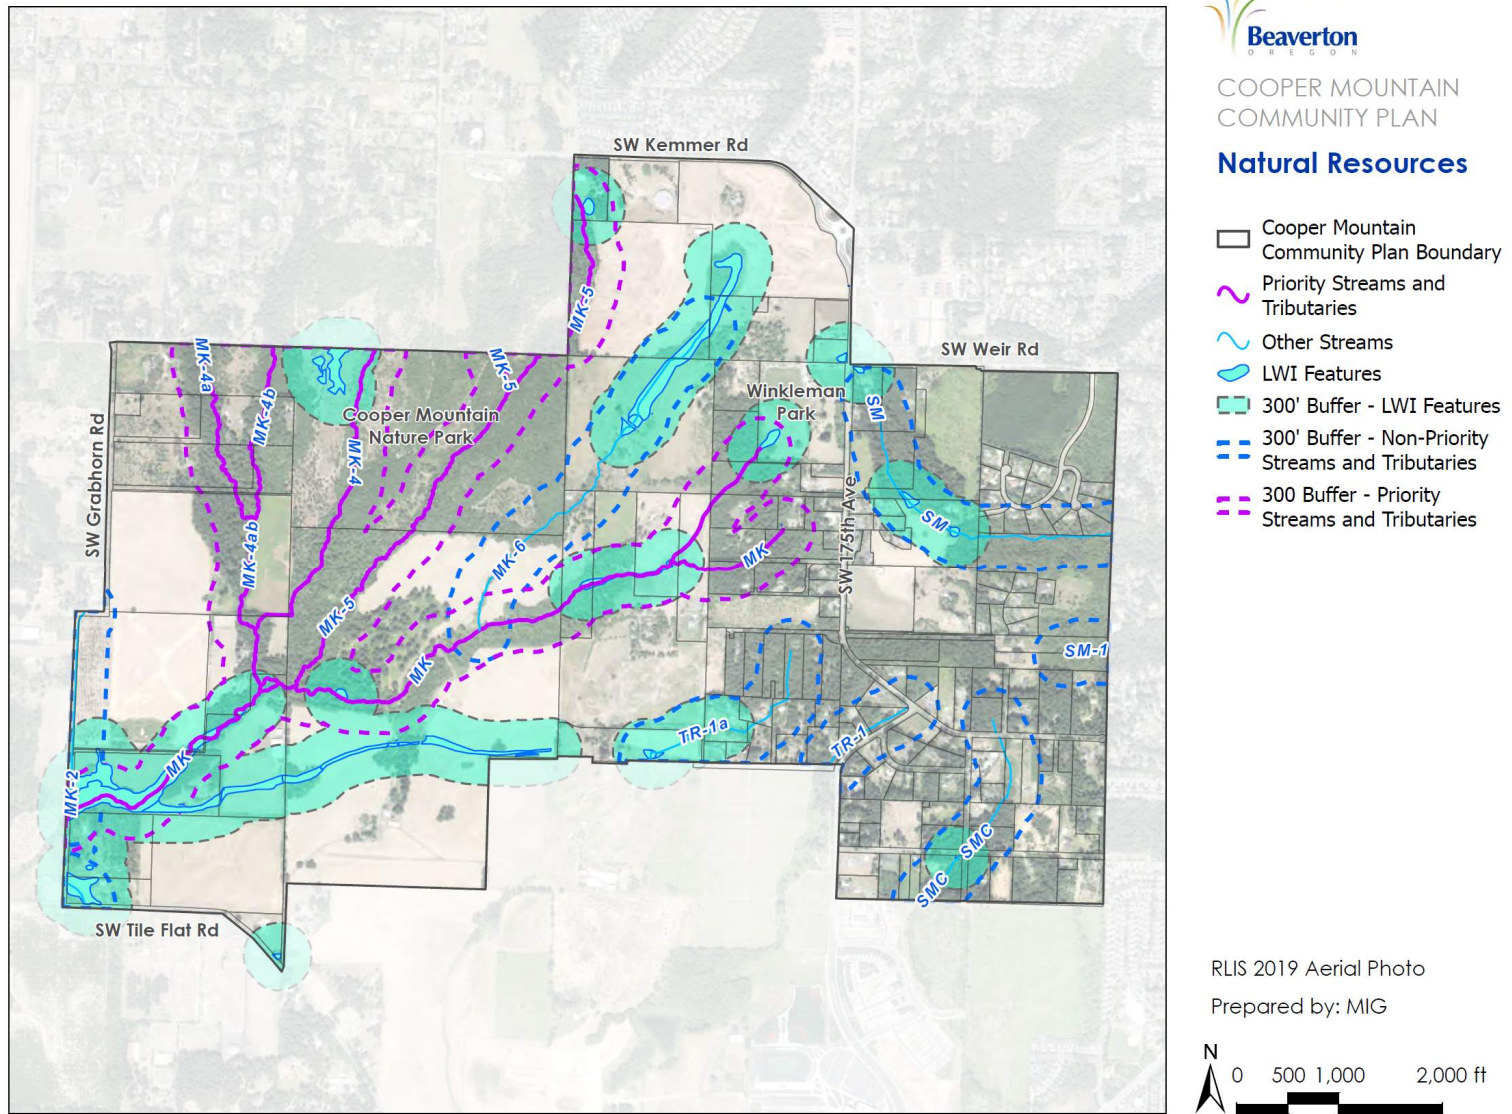 SW Kemmer Rd
SW Weir Rd
MK-5
MK-4a
MK-4b
MK-5
Winkleman
Park
Cooper Mountain
Nature Park
SM
MK-4
SW Grabhorn Rd
SW 175th Ave
SM
MK-4ab
MK-6
MK
MK-5
MK
SM-1
TR-1a
TR-1
MK
MK-2
SMC
SMC
SW Tile Flat Rd
Beaverton
OREGON
COOPER MOUNTAIN
COMMUNITY PLAN
Natural Resources
Cooper Mountain
Community Plan Boundary
Priority Streams and
Tributaries
Other Streams
LWI Features
300' Buffer - LWI Features
300' Buffer - Non-Priority
Streams and Tributaries
300 Buffer - Priority
Streams and Tributaries
RLIS 2019 Aerial Photo
Prepared by: MIG
N
0 500 1,000 2,000 ft